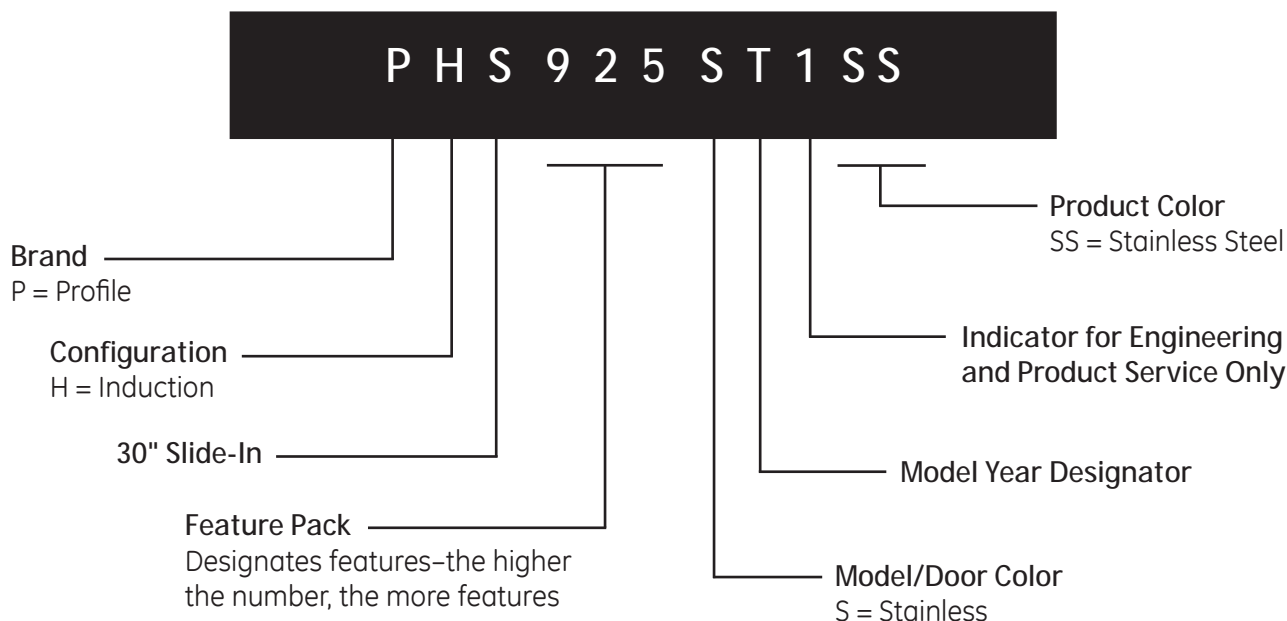 P H S 9 2 5 S T 1 S S
Product Color
SS = Stainless Steel
Brand
P = Profile
Indicator for Engineering
and Product Service Only
Configuration
H = Induction
30" Slide-In
Model Year Designator
Feature Pack
Designates features–the higher
the number, the more features
Model/Door Color
S = Stainless